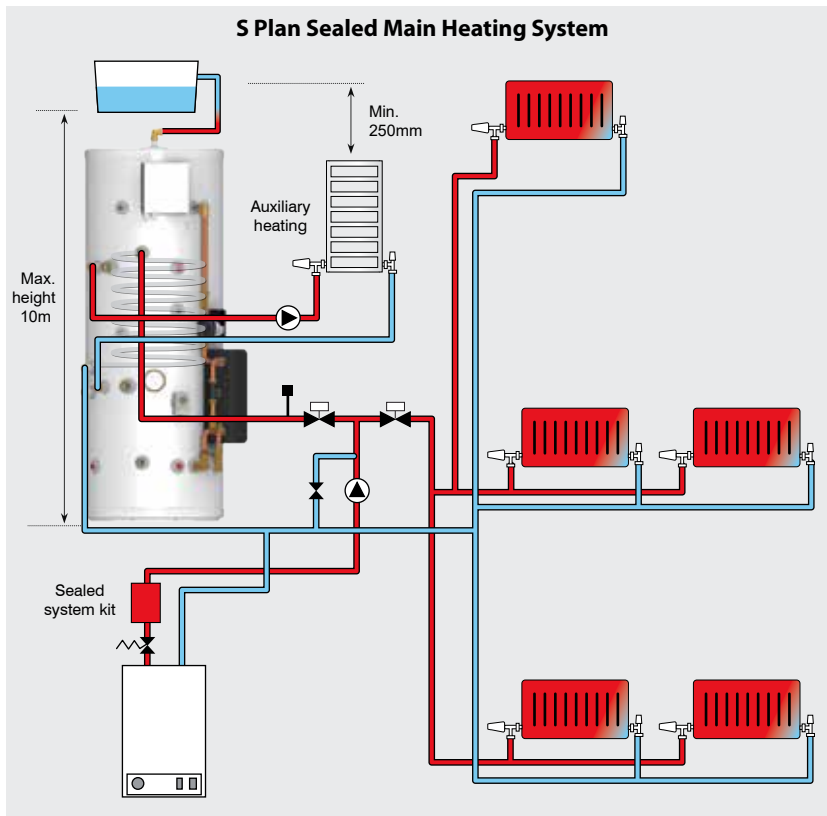 S Plan Sealed Main Heating System
Min.
250mm
Auxiliary
heating
Max.
height
10m
Sealed
system kit